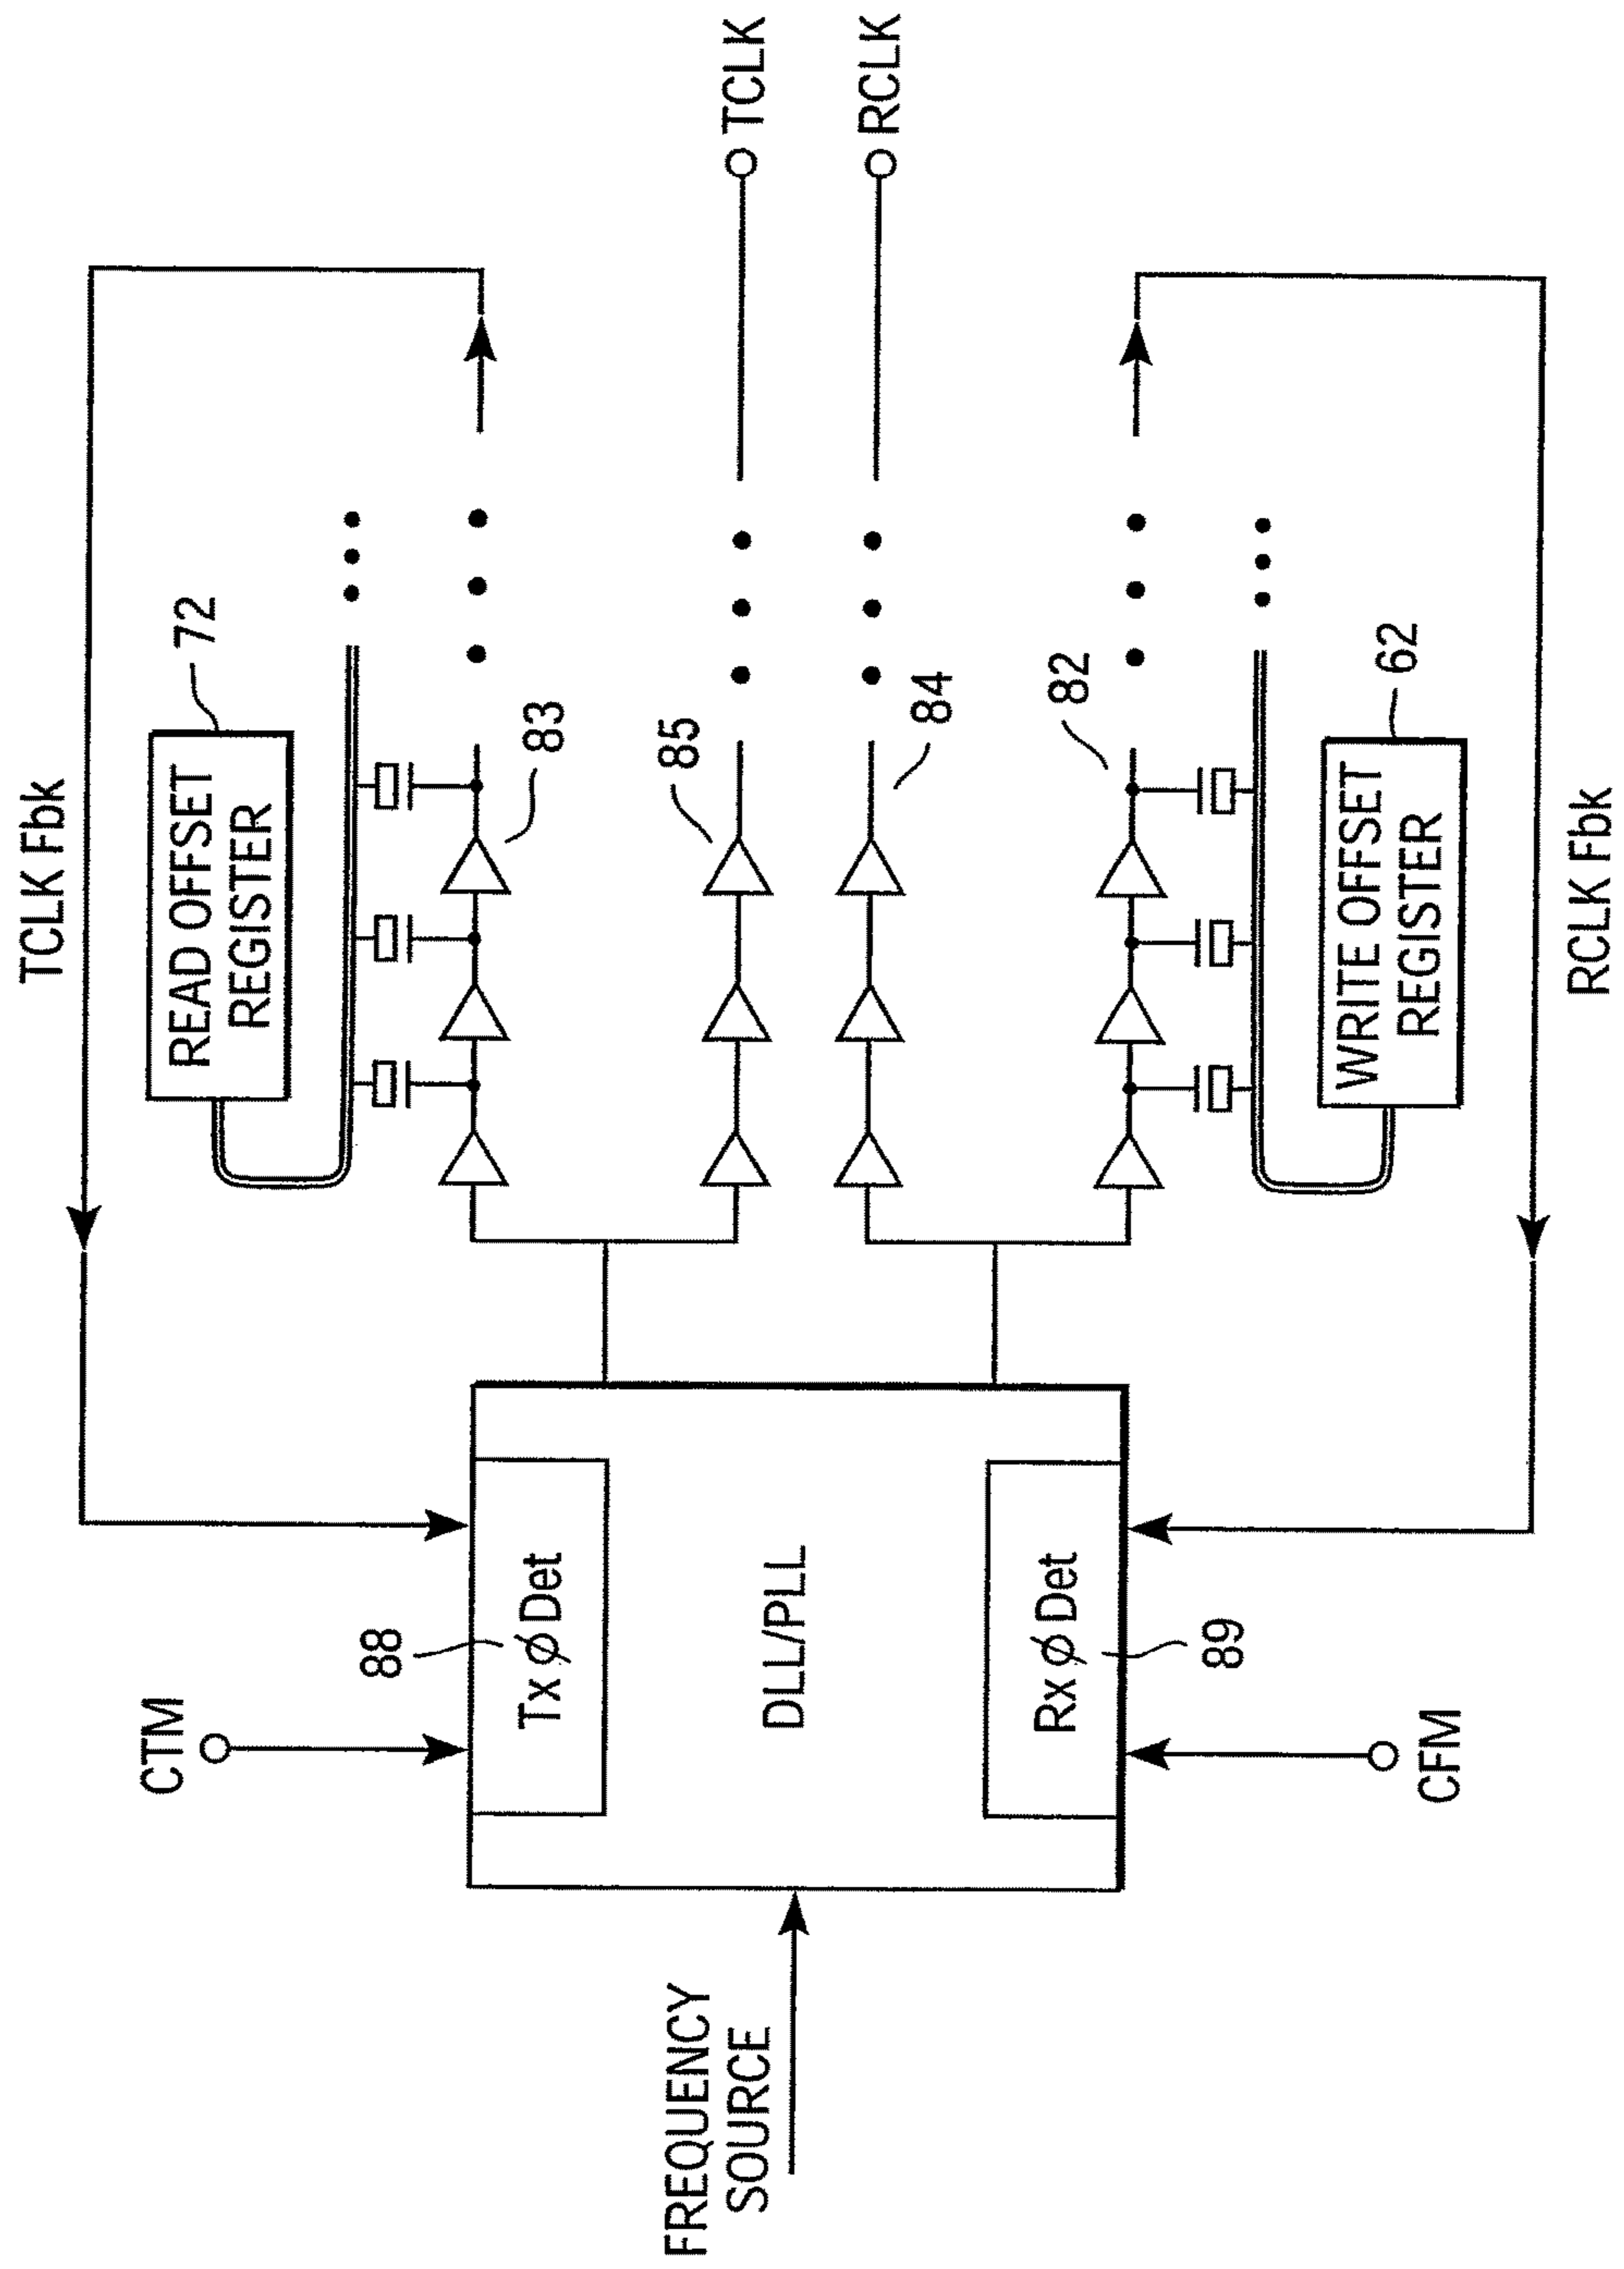 TCLK Fbk
READ OFFSET
REGISTER
72
83
85
TCLK
RCLK
84
82
WRITE OFFSET
REGISTER
62
RCLK Fbk
CTM
88
Tx ϕ Det
DLL/PLL
Rx ϕ Det
89
CFM
FREQUENCY
SOURCE